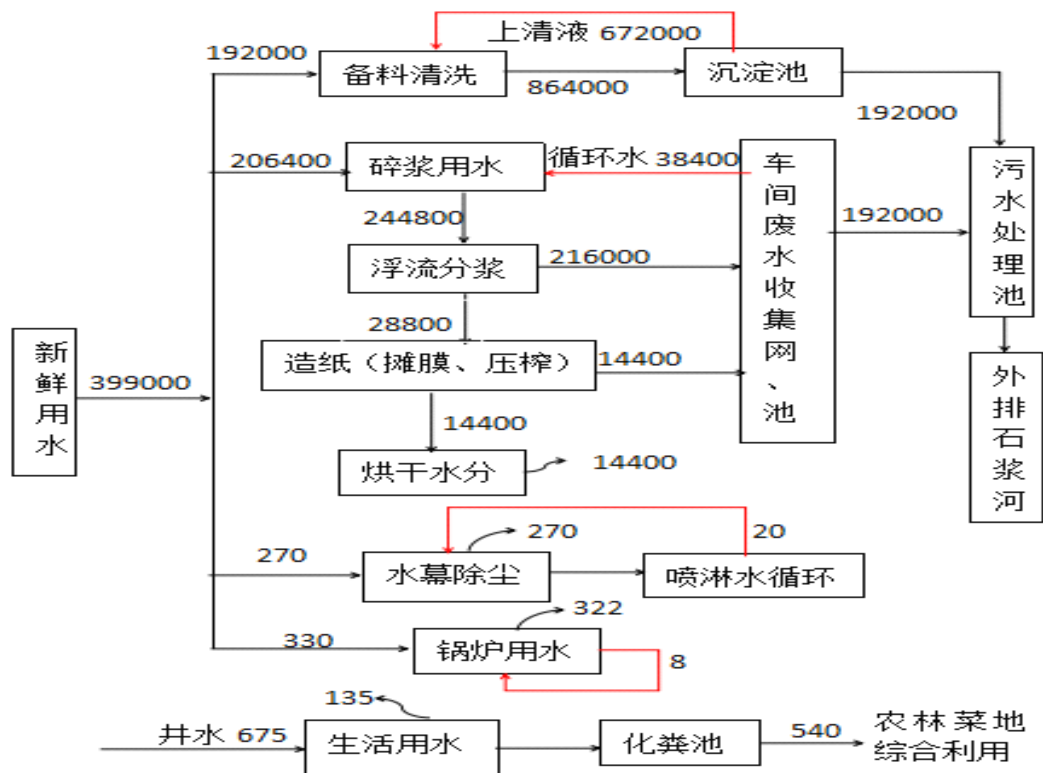 上清液 672000
192000
备料清洗
864000
沉淀池
192000
206400
碎浆用水
循环水 38400
车间废水收集网、池
192000
污水处理池
244800
浮流分浆
216000
28800
新鲜用水
399000
造纸（摊膜、压榨）
14400
外排石浆河
14400
烘干水分
14400
270
20
270
水幕除尘
喷淋水循环
322
330
锅炉用水
8
135
井水 675
生活用水
化粪池
540
农林菜地
综合利用